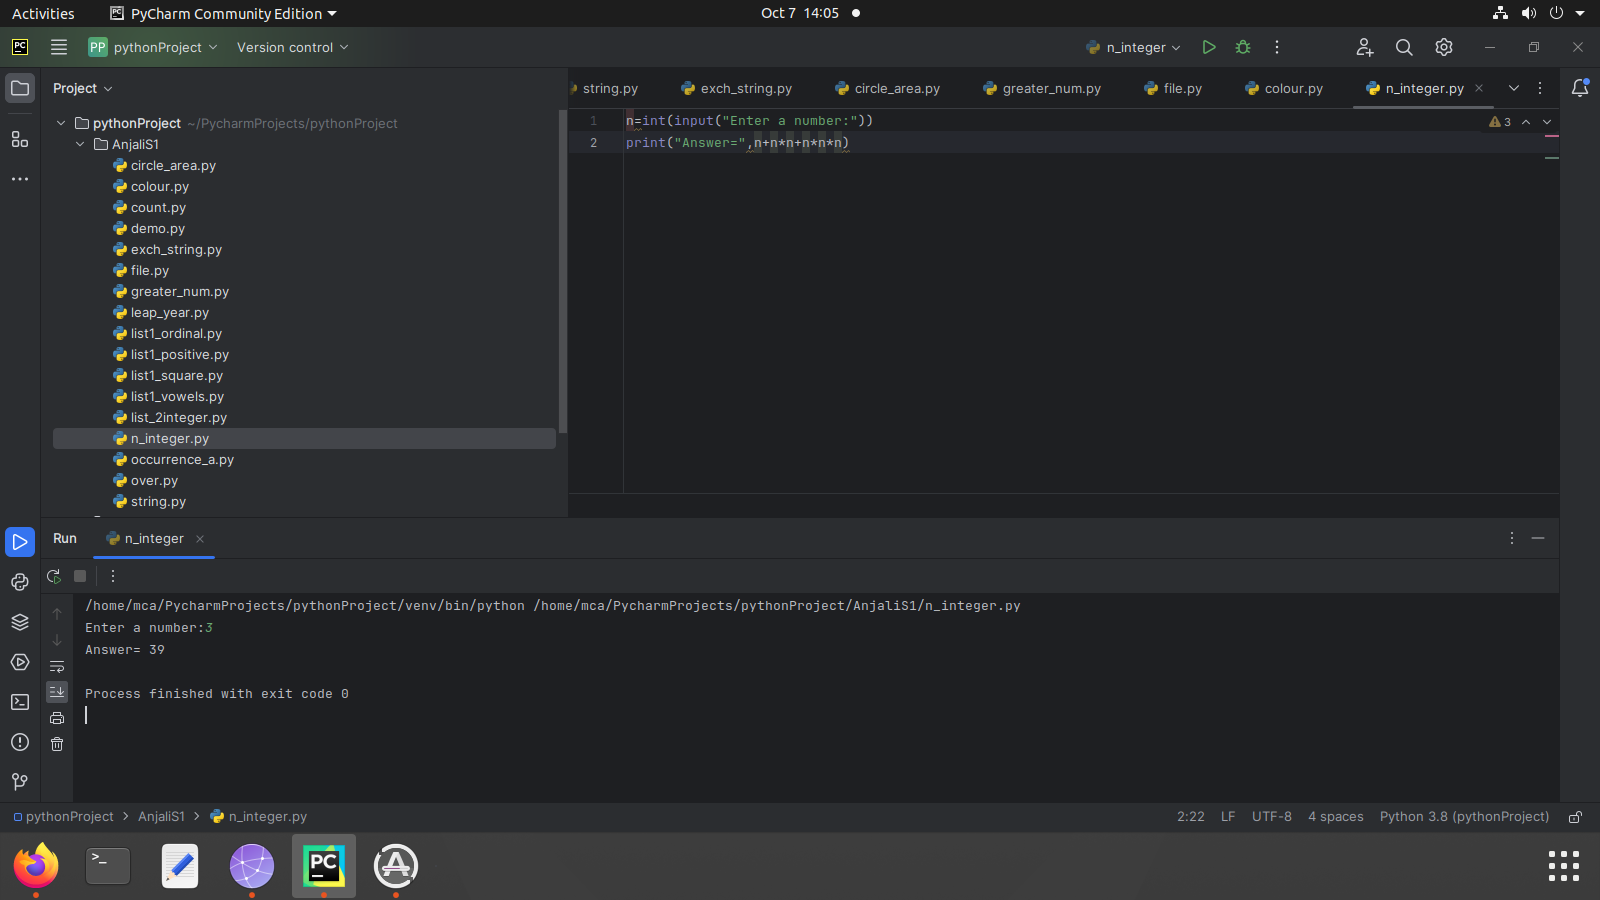 Activities PyCharm Community Edition Oct 7 14:05
PC PP pythonProject Version control n_integer
Project string.py exch_string.py circle_area.py greater_num.py file.py colour.py n_integer.py
pythonProject ~/PycharmProjects/pythonProject
AnjaliS1
circle_area.py
colour.py
count.py
demo.py
exch_string.py
file.py
greater_num.py
leap_year.py
list1_ordinal.py
list1_positive.py
list1_square.py
list1_vowels.py
list_2integer.py
n_integer.py
occurrence_a.py
over.py
string.py
1 n=int(input("Enter a number:")) 3
2 print("Answer=",n+n*n+n*n*n)
Run n_integer
/home/mca/PycharmProjects/pythonProject/venv/bin/python /home/mca/PycharmProjects/pythonProject/AnjaliS1/n_integer.py
Enter a number:3
Answer= 39
Process finished with exit code 0
pythonProject > AnjaliS1 > n_integer.py 2:22 LF UTF-8 4 spaces Python 3.8 (pythonProject)
>_ PC A